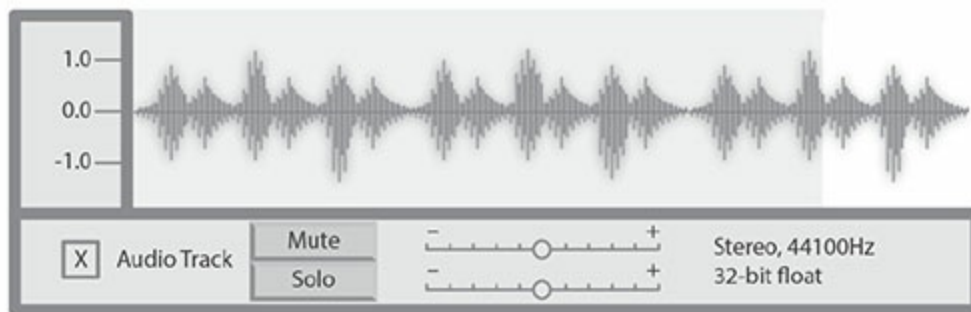 1.0
0.0
-1.0
X
Audio Track
Mute
Solo
- +
- +
Stereo, 44100Hz
32-bit float